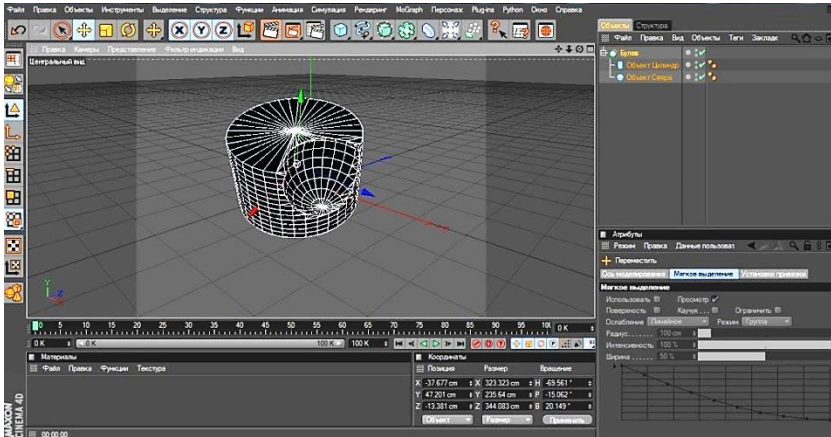 Файл Правка Объекты Инструменты Выделение Структура Функции Анимация Симуляция Рендеринг MoGraph Персонаж Plugins Python Окно Справка
Объекты Структура
Файл Правка Вид Объекты Теги Закладк
Правка Камеры Представление Фильтр индикации Вид
Центральный вид
Булев
Объект Цилиндр
Объект Сфера
X Y Z
Y
Z
Атрибуты
Режим Правка Данные пользоват
Переместить
Ось моделирования Мягкое выделение Установки привязки
Мягкое выделение
Использовать Просмотр
Поверхность Каучук . . . Ограничить
Ослабление Линейное Режим Группа
Радиус. . . . . . 100 cm
Интенсивность 100 %
Ширина . . . . . 50 %
0 5 10 15 20 25 30 35 40 45 50 55 60 65 70 75 80 85 90 95 10( 0 K
0 K 0 K 100 K 100 K
Материалы
Файл Правка Функции Текстура
Координаты
Позиция Размер Вращение
X -37.677 cm X 323.323 cm H -69.561 °
Y 47.201 cm Y 235.64 cm P -15.062 °
Z -13.381 cm Z 344.083 cm B 20.149 °
Объект Размер Применить
MAXON
CINEMA 4D
00:00:00